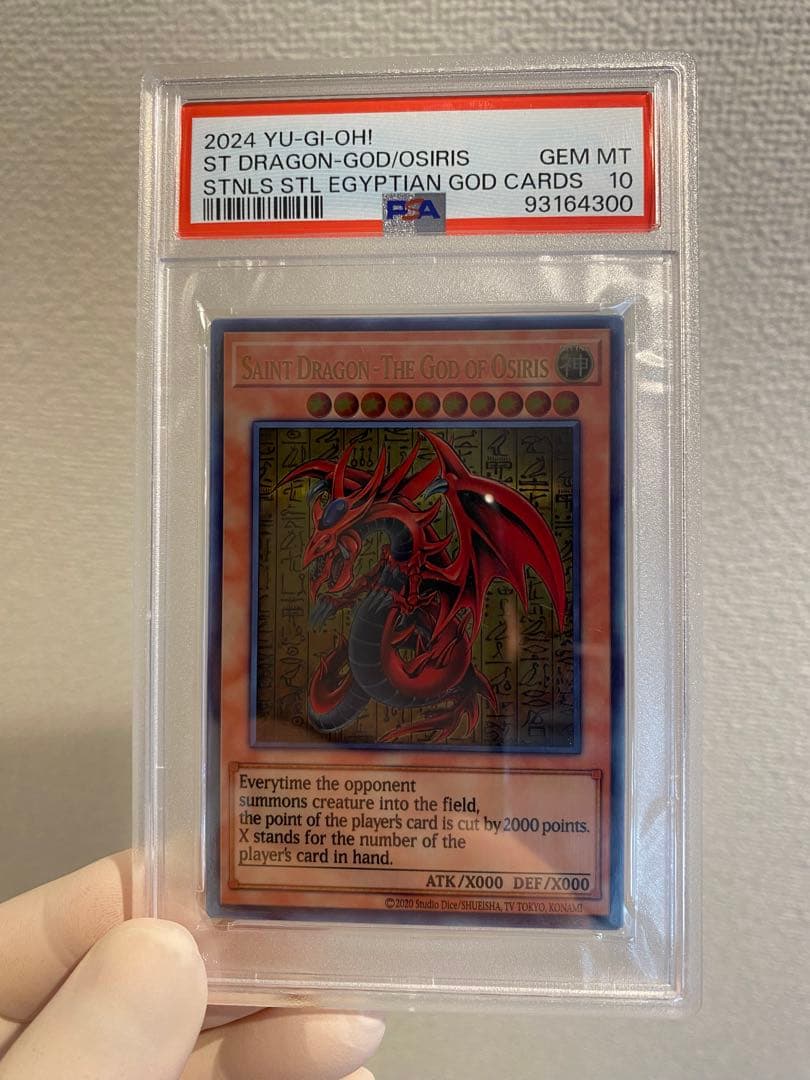 2024 YU-GI-OH!
ST DRAGON-GOD/OSIRIS GEM MT
STNLS STL EGYPTIAN GOD CARDS 10
PSA 93164300
SAINT DRAGON-THE GOD OF OSIRIS 神
Everytime the opponent
summons creature into the field,
the point of the player's card is cut by 2000 points.
X stands for the number of the
player's card in hand.
ATK/X000 DEF/X000
©2020 Studio Dice/SHUEISHA, TV TOKYO, KONAMI